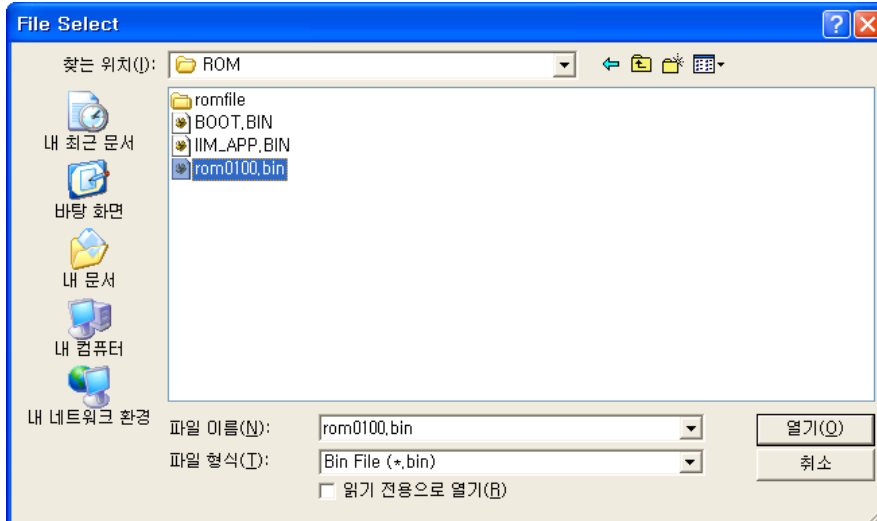 File Select
찾는 위치(I):
ROM
내 최근 문서
바탕 화면
내 문서
내 컴퓨터
내 네트워크 환경
romfile
BOOT.BIN
IIM_APP.BIN
rom0100.bin
파일 이름(N):
rom0100.bin
열기(O)
파일 형식(T):
Bin File (*.bin)
취소
읽기 전용으로 열기(R)